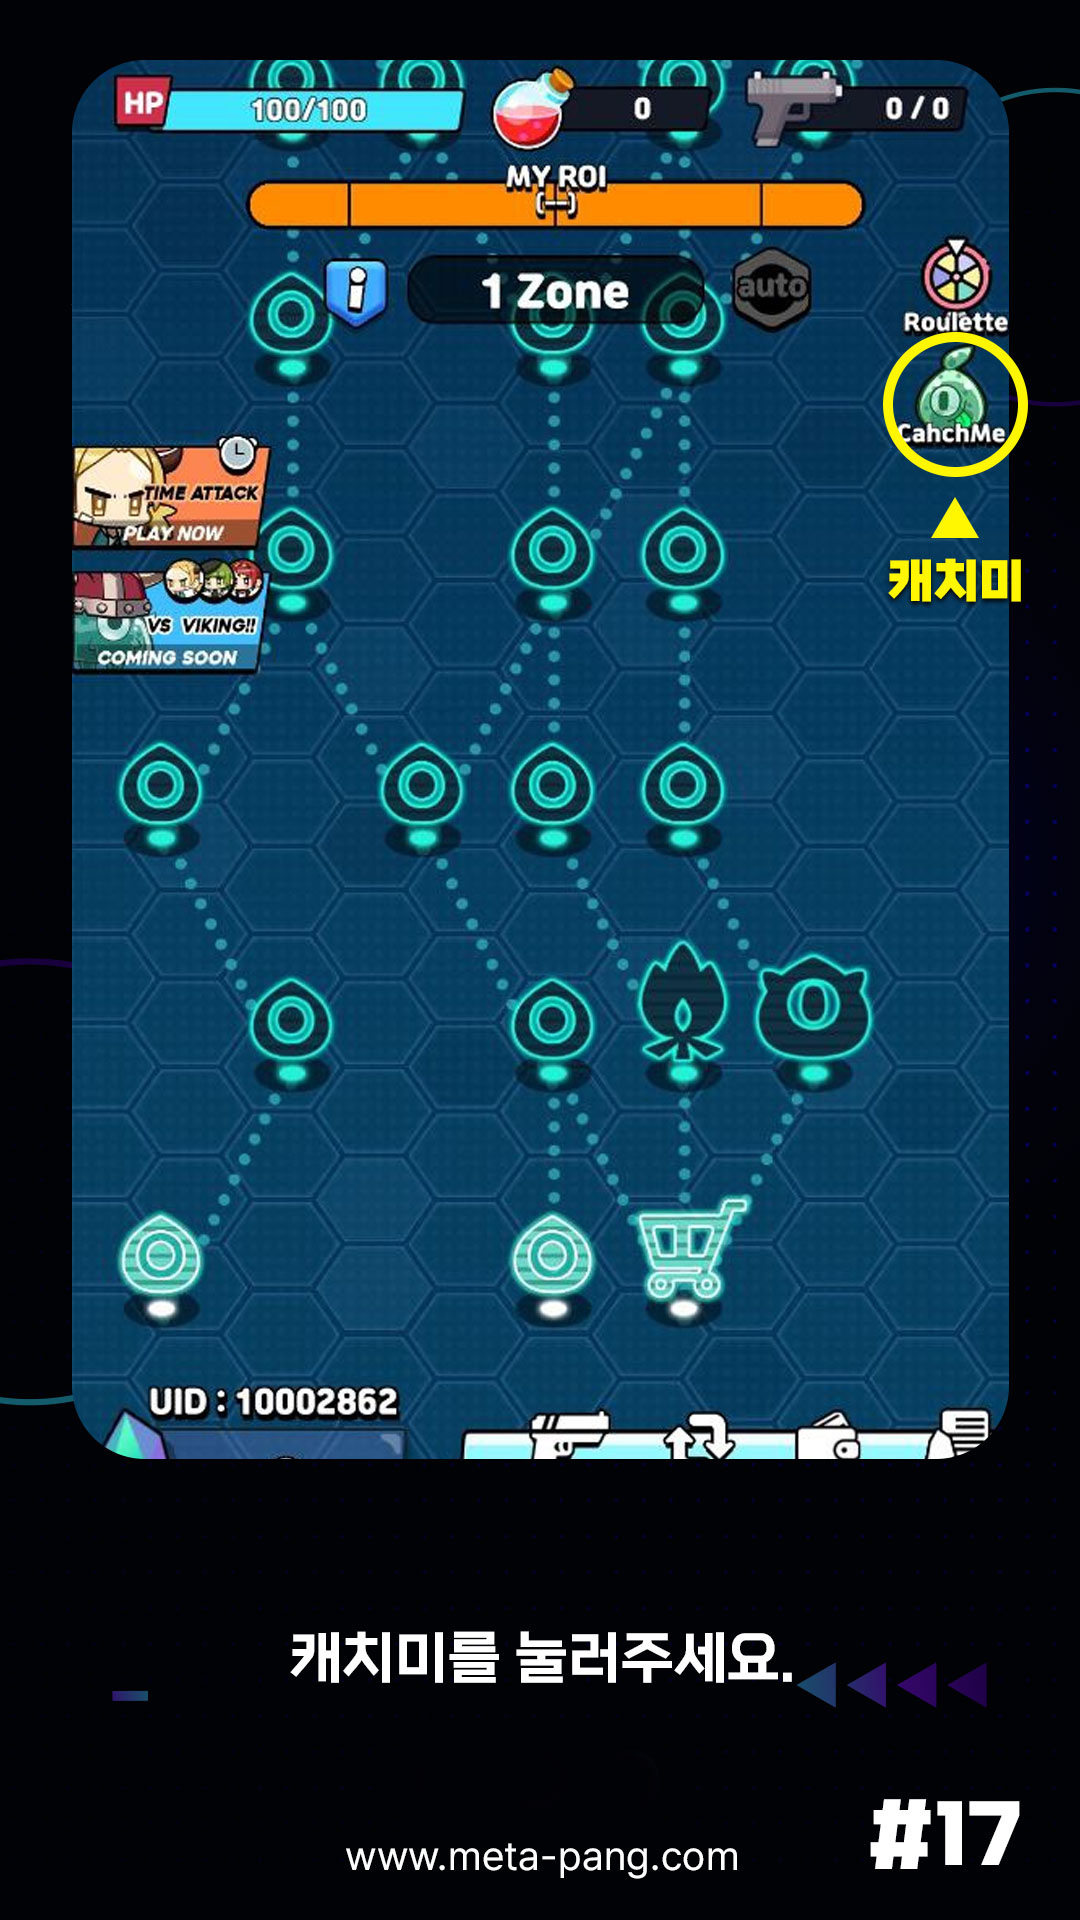 HP
100/100
0
0 / 0
MY ROI
1 Zone
auto
Roulette
CahchMe
캐치미
TIME ATTACK
PLAY NOW
VS VIKING!!
COMING SOON
UID : 10002862
캐치미를 눌러주세요.
#17
www.meta-pang.com